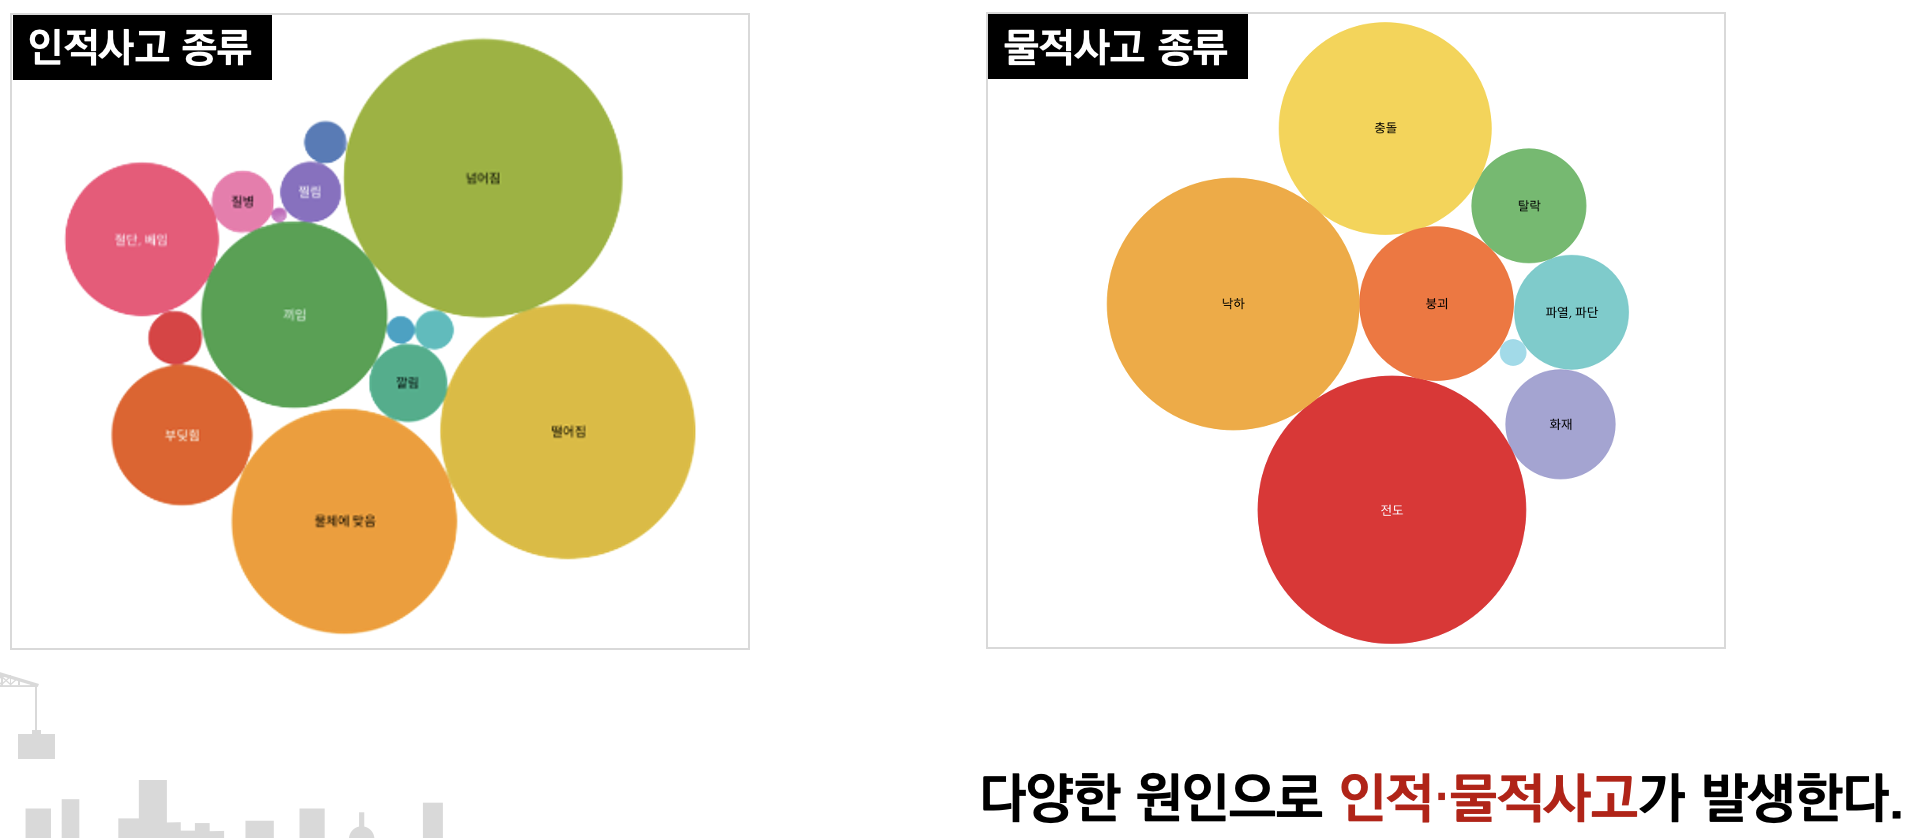 인적사고 종류
넘어짐
찔림
질병
절단, 베임
끼임
깔림
부딪힘
떨어짐
물체에 맞음
물적사고 종류
충돌
탈락
낙하
붕괴
파열, 파단
화재
전도
다양한 원인으로 인적·물적사고가 발생한다.